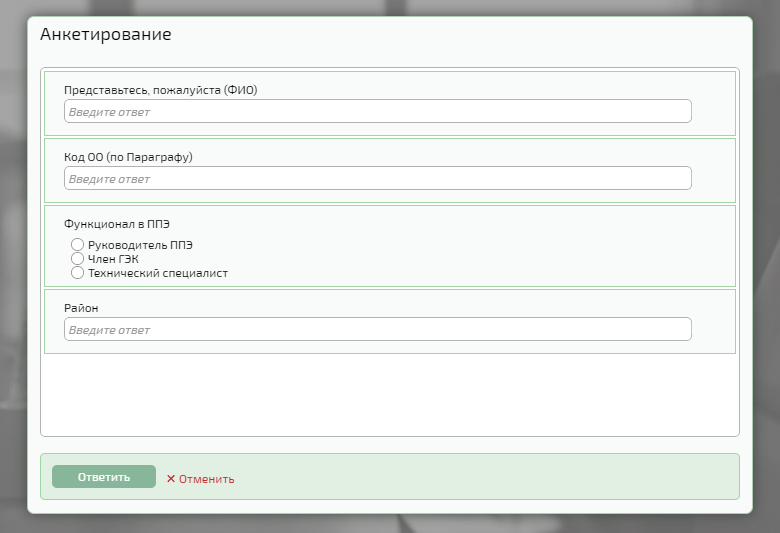 Анкетирование
Представьтесь, пожалуйста (ФИО)
Введите ответ
Код ОО (по Параграфу)
Введите ответ
Функционал в ППЭ
Руководитель ППЭ
Член ГЭК
Технический специалист
Район
Введите ответ
Ответить ✕ Отменить